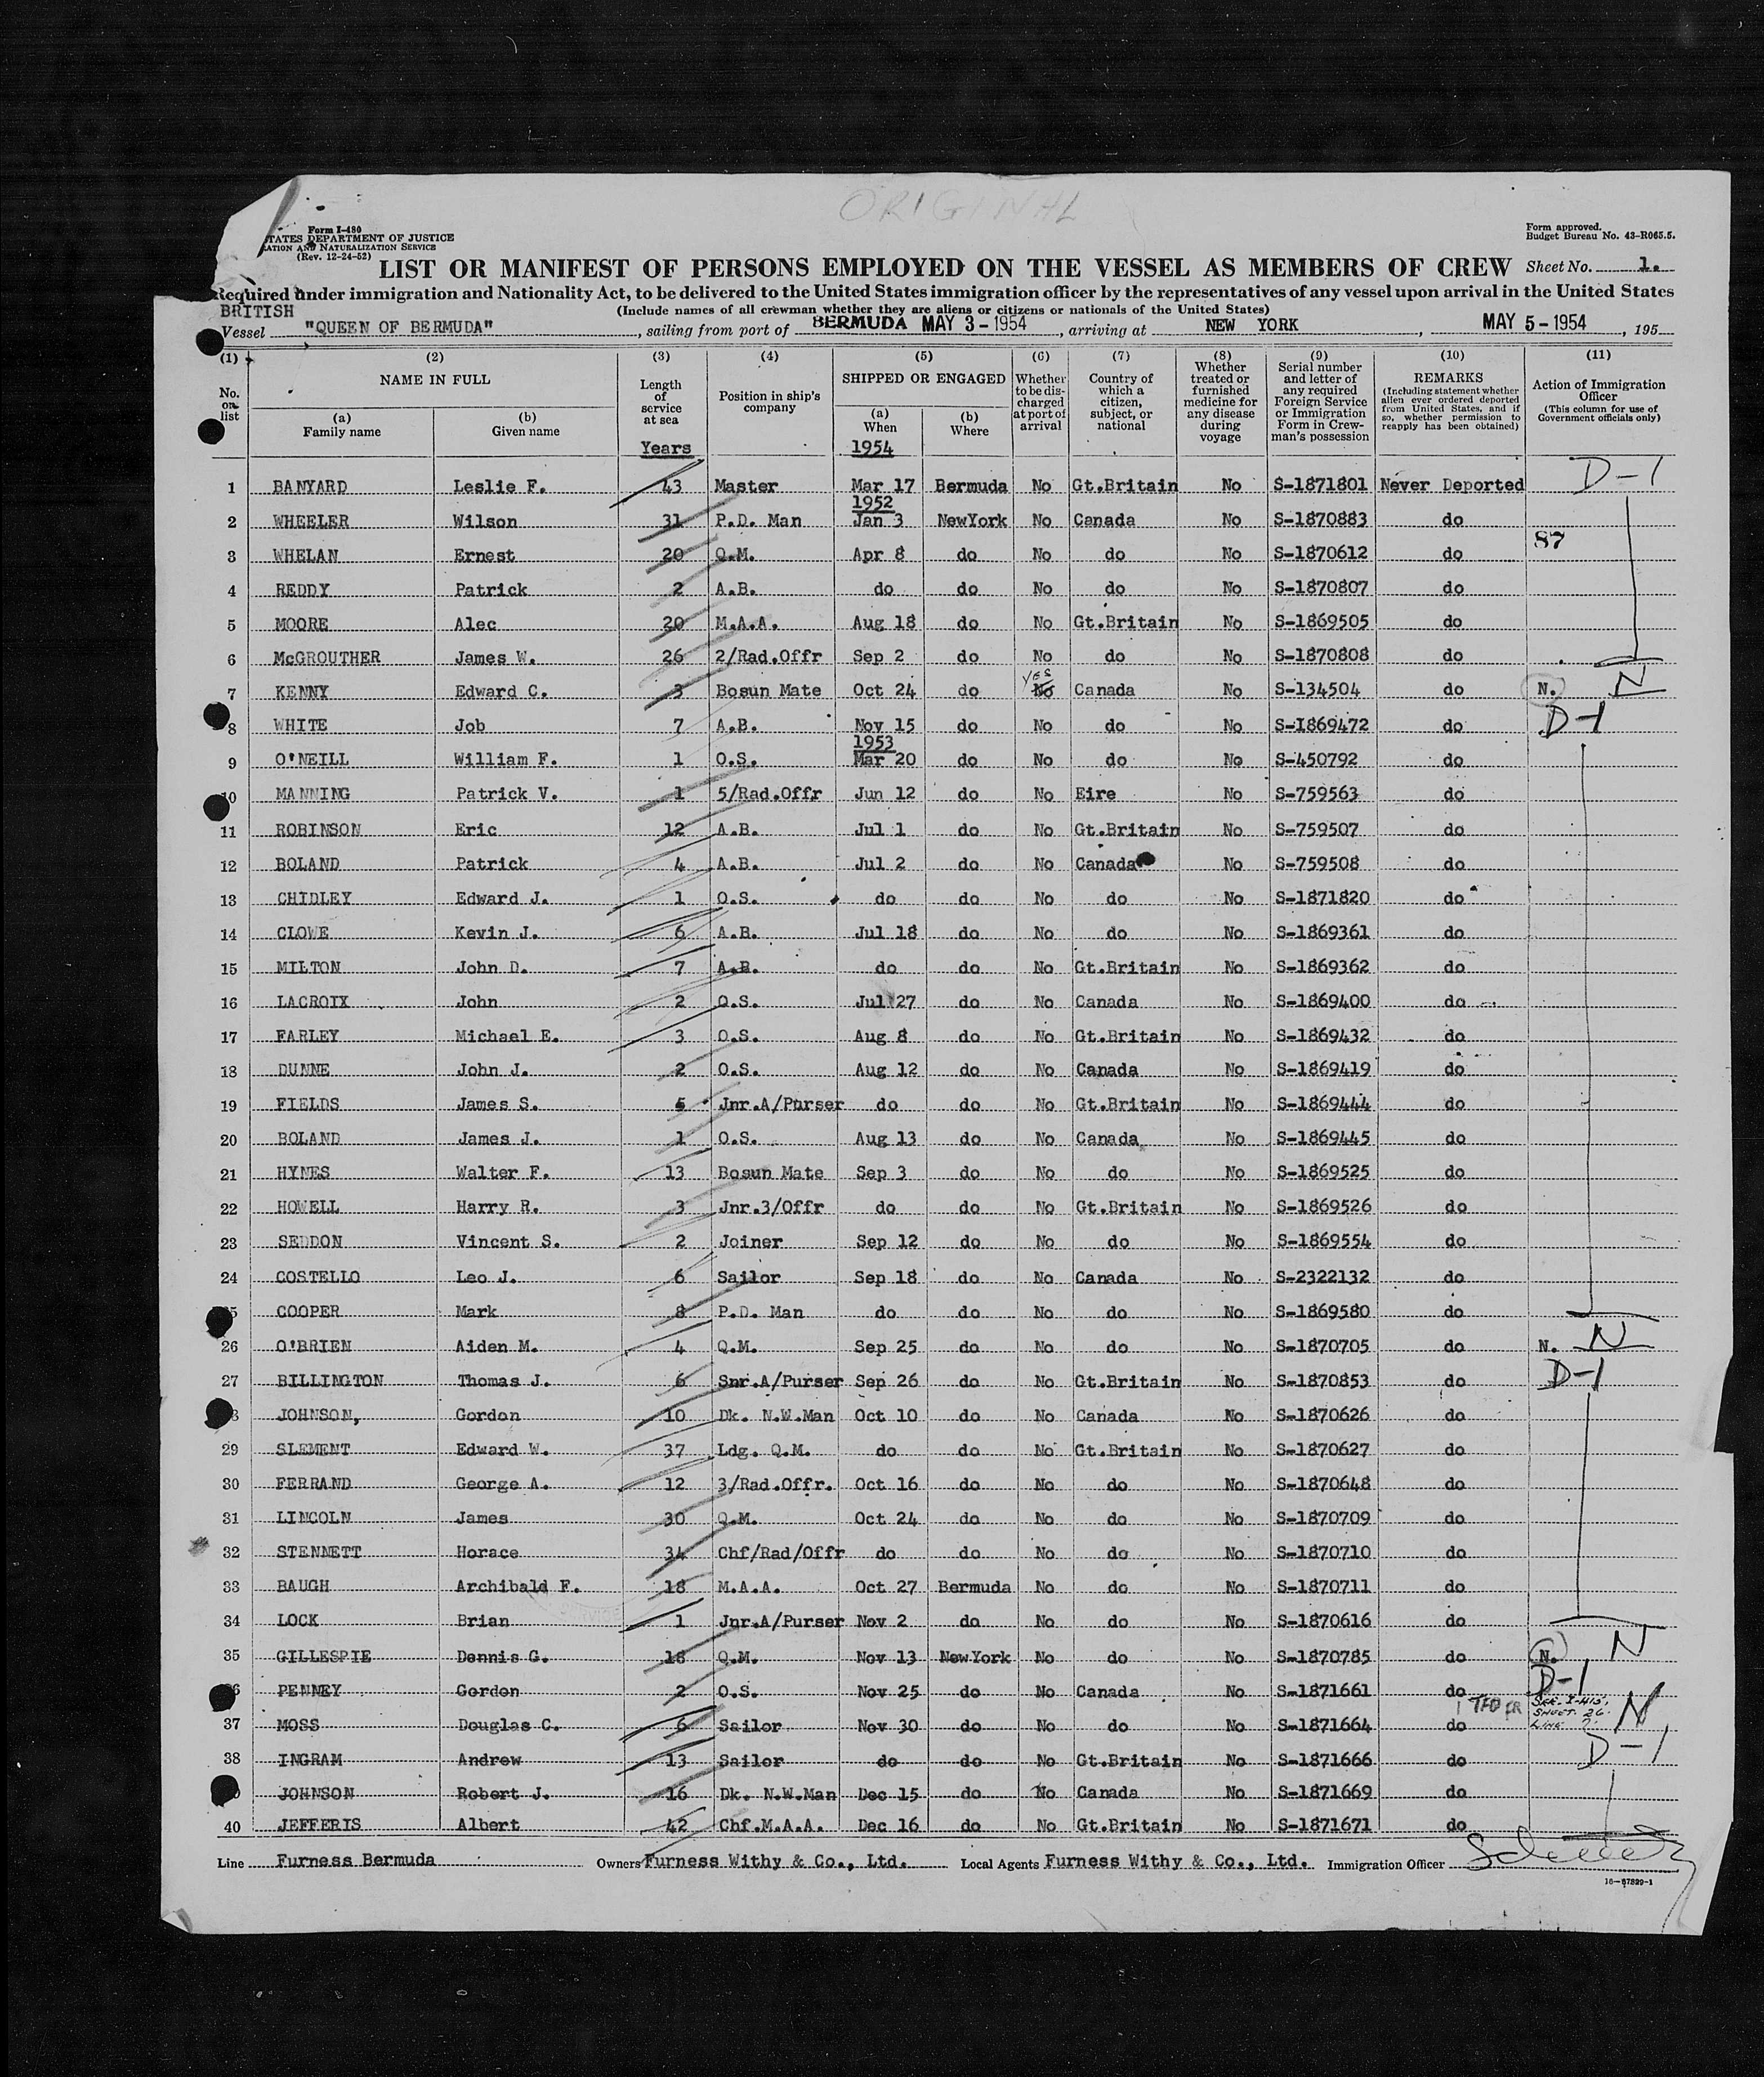 ORIGINAL
Form I-480
STATES DEPARTMENT OF JUSTICE
ATION AND NATURALIZATION SERVICE
(Rev. 12-24-52)
Form approved.
Budget Bureau No. 43-R065.5.
LIST OR MANIFEST OF PERSONS EMPLOYED ON THE VESSEL AS MEMBERS OF CREW Sheet No. 1.
Required under immigration and Nationality Act, to be delivered to the United States immigration officer by the representatives of any vessel upon arrival in the United States
(Include names of all crewman whether they are aliens or citizens or nationals of the United States)
BRITISH
Vessel "QUEEN OF BERMUDA", sailing from port of BERMUDA MAY 3-1954, arriving at NEW YORK, MAY 5-1954, 195
(1) (2) (3) (4) (5) (6) (7) (8) (9) (10) (11)
No. on list
NAME IN FULL
(a) Family name
(b) Given name
Length of service at sea
Years
Position in ship's company
SHIPPED OR ENGAGED
(a) When
1954
(b) Where
Whether to be discharged at port of arrival
Country of which a citizen, subject, or national
Whether treated or furnished medicine for any disease during voyage
Serial number and letter of any required Foreign Service or Immigration Form in Crewman's possession
REMARKS
(Including statement whether alien ever ordered deported from United States, and if so, whether permission to reapply has been obtained)
Action of Immigration Officer
(This column for use of Government officials only)
1 BANYARD Leslie F. 43 Master Mar 17 Bermuda No Gt.Britain No S-1871801 Never Deported D-1
1952
2 WHEELER Wilson 31 P.D. Man Jan 3 NewYork No Canada No S-1870883 do
3 WHELAN Ernest 20 Q.M. Apr 8 do No do No S-1870612 do 87
4 REDDY Patrick 2 A.B. do do No do No S-1870807 do
5 MOORE Alec 20 M.A.A. Aug 18 do No Gt.Britain No S-1869505 do
6 McGROUTHER James W. 26 2/Rad.Offr Sep 2 do No do No S-1870808 do
7 KENNY Edward C. 3 Bosun Mate Oct 24 do No YES Canada No S-134504 do N. N
8 WHITE Job 7 A.B. Nov 15 do No do No S-1869472 do D-1
1953
9 O'NEILL William F. 1 O.S. Mar 20 do No do No S-450792 do
10 MANNING Patrick V. 1 5/Rad.Offr Jun 12 do No Eire No S-759563 do
11 ROBINSON Eric 12 A.B. Jul 1 do No Gt.Britain No S-759507 do
12 BOLAND Patrick 4 A.B. Jul 2 do No Canada No S-759508 do
13 CHIDLEY Edward J. 1 O.S. do do No do No S-1871820 do
14 CLOWE Kevin J. 6 A.B. Jul 18 do No do No S-1869361 do
15 MILTON John D. 7 A.B. do do No Gt.Britain No S-1869362 do
16 LACROIX John 2 O.S. Jul 27 do No Canada No S-1869400 do
17 FARLEY Michael E. 3 O.S. Aug 8 do No Gt.Britain No S-1869432 do
18 DUNNE John J. 2 O.S. Aug 12 do No Canada No S-1869419 do
19 FIELDS James S. 5 Jnr.A/Purser do do No Gt.Britain No S-1869444 do
20 BOLAND James J. 1 O.S. Aug 13 do No Canada No S-1869445 do
21 HYNES Walter F. 13 Bosun Mate Sep 3 do No do No S-1869525 do
22 HOWELL Harry R. 3 Jnr.3/Offr do do No Gt.Britain No S-1869526 do
23 SEDDON Vincent S. 2 Joiner Sep 12 do No do No S-1869554 do
24 COSTELLO Leo J. 6 Sailor Sep 18 do No Canada No S-2322132 do
25 COOPER Mark 8 P.D. Man do do No do No S-1869580 do
26 O'BRIEN Aiden M. 4 Q.M. Sep 25 do No do No S-1870705 do N. N
27 BILLINGTON Thomas J. 6 Snr.A/Purser Sep 26 do No Gt.Britain No S-1870853 do D-1
28 JOHNSON, Gordon 10 Dk. N.W.Man Oct 10 do No Canada No S-1870626 do
29 SLEMENT Edward W. 37 Ldg. Q.M. do do No Gt.Britain No S-1870627 do
30 FERRAND George A. 12 3/Rad.Offr. Oct 16 do No do No S-1870648 do
31 LINCOLN James 30 Q.M. Oct 24 do No do No S-1870709 do
32 STENNETT Horace 34 Chf/Rad/Offr do do No do No S-1870710 do
33 BAUGH Archibald F. 18 M.A.A. Oct 27 Bermuda No do No S-1870711 do
34 LOCK Brian 1 Jnr.A/Purser Nov 2 do No do No S-1870616 do
35 GILLESPIE Dennis G. 18 Q.M. Nov 13 NewYork No do No S-1870785 do N. N
36 PENNEY Gordon 2 O.S. Nov 25 do No Canada No S-1871661 do D-1
37 MOSS Douglas C. 6 Sailor Nov 30 do No do No S-1871664 do SEE I-418, SHEET 26 LINE 7. N
38 INGRAM Andrew 13 Sailor do do No Gt.Britain No S-1871666 do D-1
39 JOHNSON Robert J. 16 Dk. N.W.Man Dec 15 do No Canada No S-1871669 do
40 JEFFERIS Albert 42 Chf.M.A.A. Dec 16 do No Gt.Britain No S-1871671 do
Line Furness Bermuda Owners Furness Withy & Co., Ltd. Local Agents Furness Withy & Co., Ltd. Immigration Officer
16-67829-1